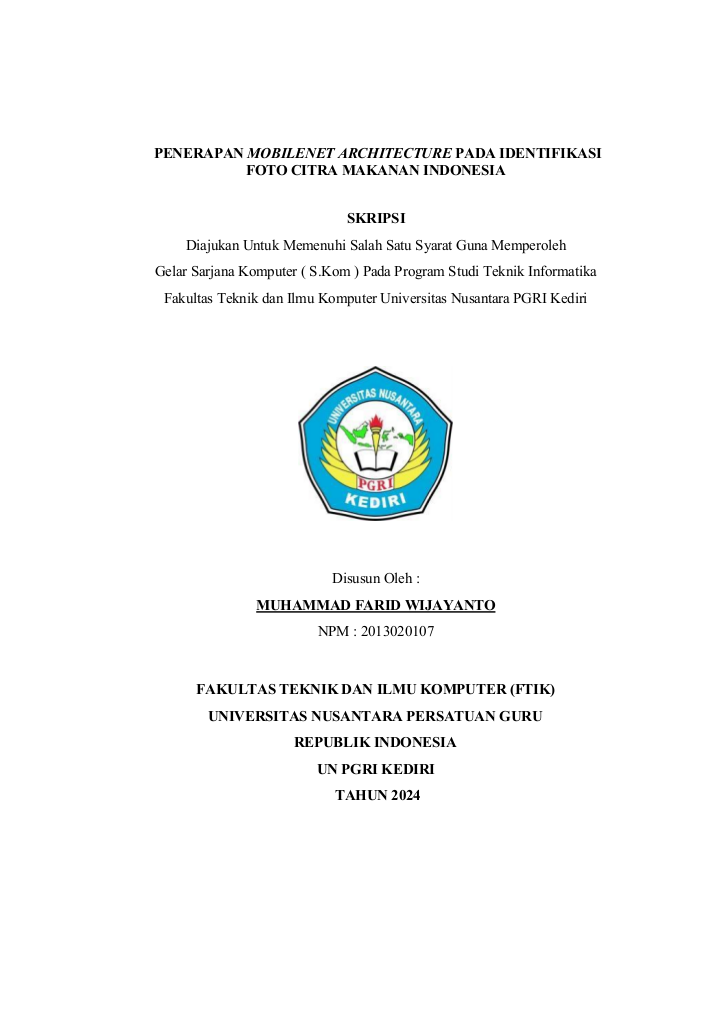 PENERAPAN MOBILENET ARCHITECTURE PADA IDENTIFIKASI
FOTO CITRA MAKANAN INDONESIA
SKRIPSI
Diajukan Untuk Memenuhi Salah Satu Syarat Guna Memperoleh
Gelar Sarjana Komputer ( S.Kom ) Pada Program Studi Teknik Informatika
Fakultas Teknik dan Ilmu Komputer Universitas Nusantara PGRI Kediri
UNIVERSITAS NUSANTARA
PGRI
KEDIRI
Disusun Oleh :
MUHAMMAD FARID WIJAYANTO
NPM : 2013020107
FAKULTAS TEKNIK DAN ILMU KOMPUTER (FTIK)
UNIVERSITAS NUSANTARA PERSATUAN GURU
REPUBLIK INDONESIA
UN PGRI KEDIRI
TAHUN 2024